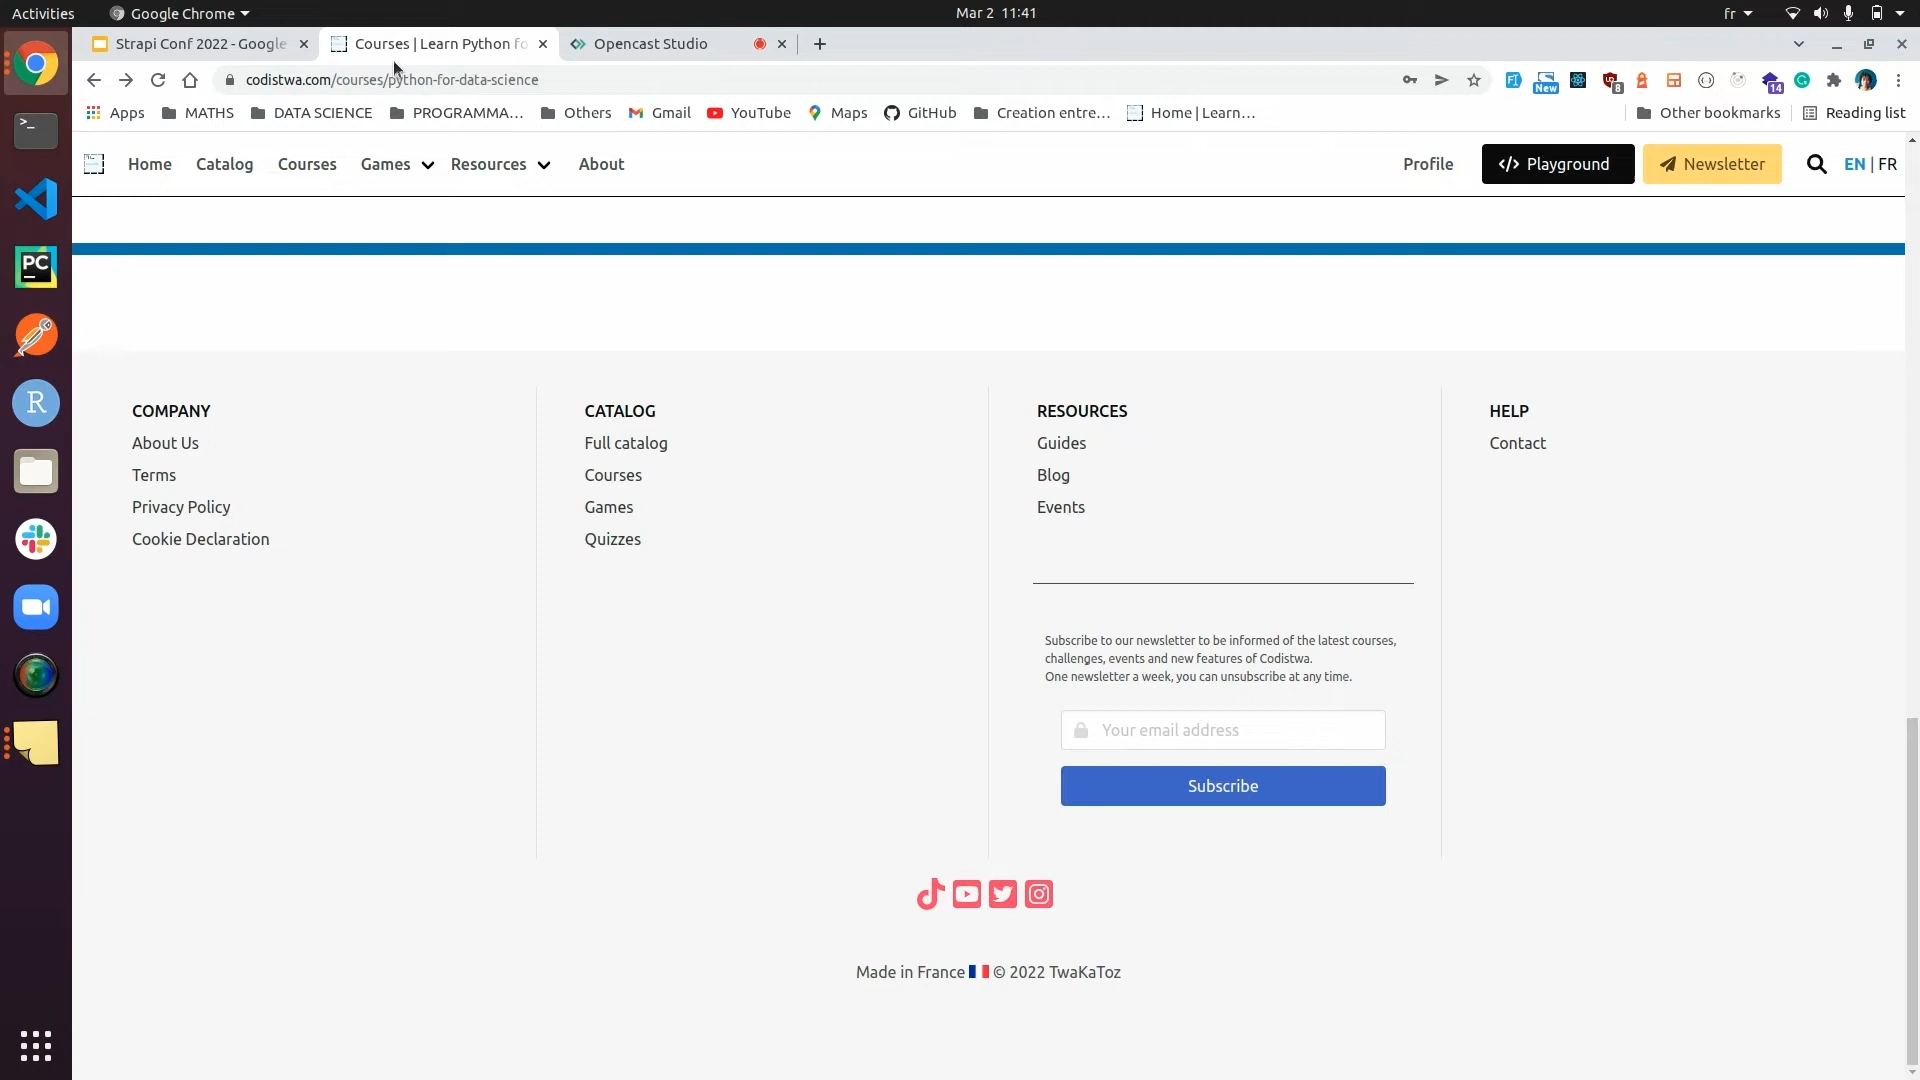 Activities
Google Chrome
Mar 2 11:41
fr
Strapi Conf 2022 - Google
Courses | Learn Python fo
Opencast Studio
codistwa.com/courses/python-for-data-science
8
New
14
Apps
MATHS
DATA SCIENCE
PROGRAMMA...
Others
Gmail
YouTube
Maps
GitHub
Creation entre...
Home | Learn...
Other bookmarks
Reading list
Home
Catalog
Courses
Games
Resources
About
Profile
</> Playground
Newsletter
EN | FR
COMPANY
About Us
Terms
Privacy Policy
Cookie Declaration
CATALOG
Full catalog
Courses
Games
Quizzes
RESOURCES
Guides
Blog
Events
Subscribe to our newsletter to be informed of the latest courses,
challenges, events and new features of Codistwa.
One newsletter a week, you can unsubscribe at any time.
Your email address
Subscribe
HELP
Contact
Made in France © 2022 TwaKaToz
PC
R